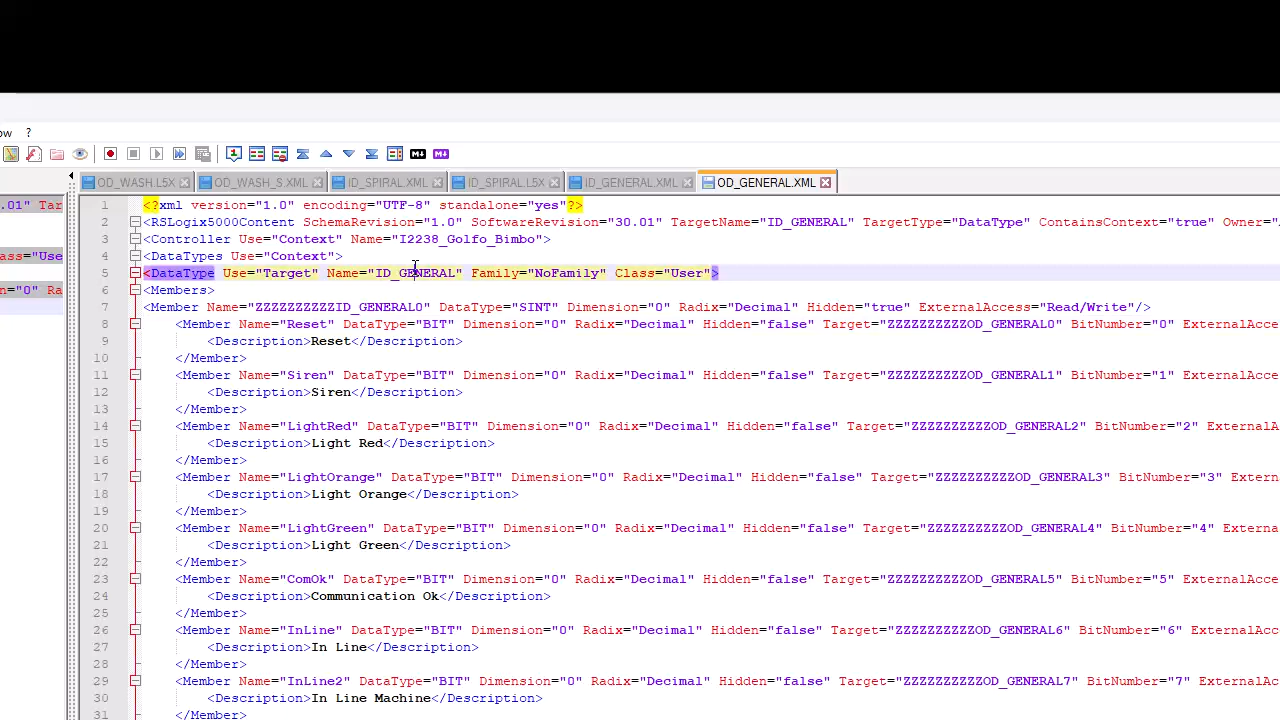 ow ?
OD_WASH.L5X OD_WASH_S.XML ID_SPIRAL.XML ID_SPIRAL.L5X ID_GENERAL.XML OD_GENERAL.XML
.01" Tar 1 <?xml version="1.0" encoding="UTF-8" standalone="yes"?>
2 <RSLogix5000Content SchemaRevision="1.0" SoftwareRevision="30.01" TargetName="ID_GENERAL" TargetType="DataType" ContainsContext="true" Owner="
3 <Controller Use="Context" Name="I2238_Golfo_Bimbo">
lass="Use 4 <DataTypes Use="Context">
5 <DataType Use="Target" Name="ID_GENERAL" Family="NoFamily" Class="User">
n="0" Ra 6 <Members>
7 <Member Name="ZZZZZZZZZZID_GENERAL0" DataType="SINT" Dimension="0" Radix="Decimal" Hidden="true" ExternalAccess="Read/Write"/>
8 <Member Name="Reset" DataType="BIT" Dimension="0" Radix="Decimal" Hidden="false" Target="ZZZZZZZZZZOD_GENERAL0" BitNumber="0" ExternalAcce
9 <Description>Reset</Description>
10 </Member>
11 <Member Name="Siren" DataType="BIT" Dimension="0" Radix="Decimal" Hidden="false" Target="ZZZZZZZZZZOD_GENERAL1" BitNumber="1" ExternalAcce
12 <Description>Siren</Description>
13 </Member>
14 <Member Name="LightRed" DataType="BIT" Dimension="0" Radix="Decimal" Hidden="false" Target="ZZZZZZZZZZOD_GENERAL2" BitNumber="2" Externa
15 <Description>Light Red</Description>
16 </Member>
17 <Member Name="LightOrange" DataType="BIT" Dimension="0" Radix="Decimal" Hidden="false" Target="ZZZZZZZZZZOD_GENERAL3" BitNumber="3" Extern
18 <Description>Light Orange</Description>
19 </Member>
20 <Member Name="LightGreen" DataType="BIT" Dimension="0" Radix="Decimal" Hidden="false" Target="ZZZZZZZZZZOD_GENERAL4" BitNumber="4" Externa
21 <Description>Light Green</Description>
22 </Member>
23 <Member Name="ComOk" DataType="BIT" Dimension="0" Radix="Decimal" Hidden="false" Target="ZZZZZZZZZZOD_GENERAL5" BitNumber="5" ExternalAcce
24 <Description>Communication Ok</Description>
25 </Member>
26 <Member Name="InLine" DataType="BIT" Dimension="0" Radix="Decimal" Hidden="false" Target="ZZZZZZZZZZOD_GENERAL6" BitNumber="6" ExternalAcc
27 <Description>In Line</Description>
28 </Member>
29 <Member Name="InLine2" DataType="BIT" Dimension="0" Radix="Decimal" Hidden="false" Target="ZZZZZZZZZZOD_GENERAL7" BitNumber="7" ExternalAc
30 <Description>In Line Machine</Description>
31 </Member>